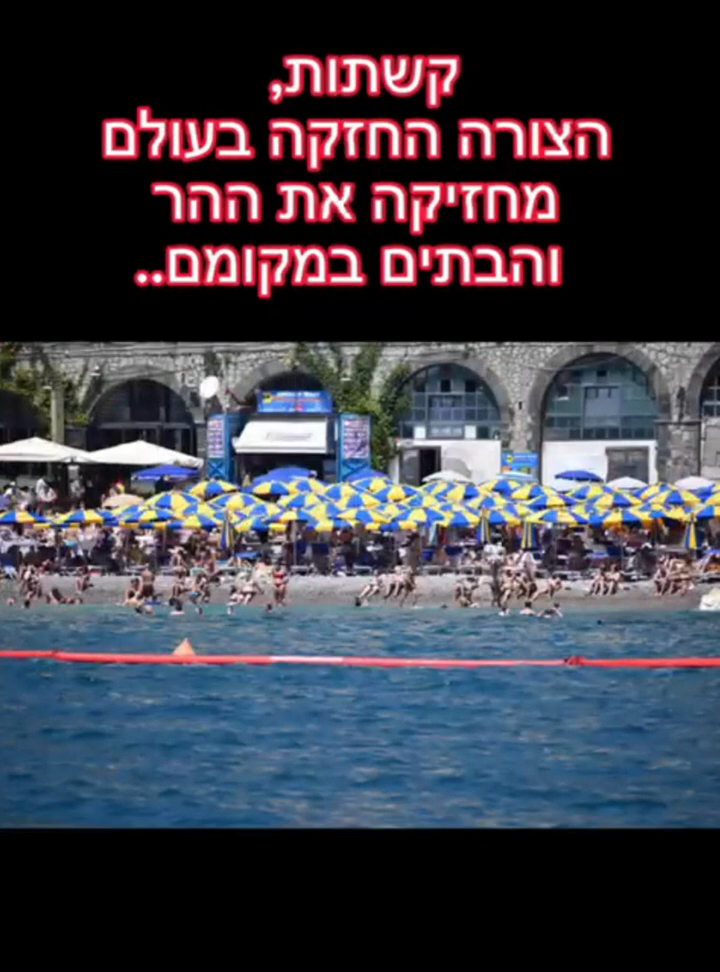 קשתות,
הצורה החזקה בעולם
מחזיקה את ההר
והבתים במקומם..